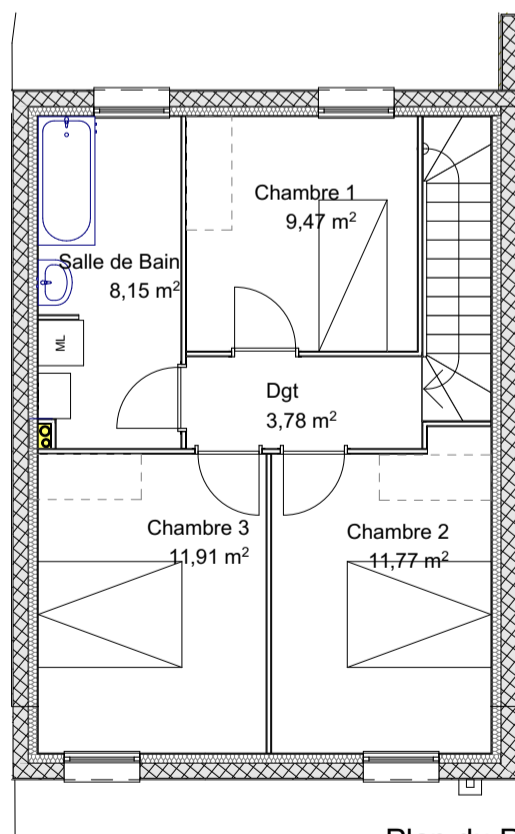 Chambre 1
9,47 m²
Salle de Bain
8,15 m²
ML
Dgt
3,78 m²
Chambre 3
11,91 m²
Chambre 2
11,77 m²